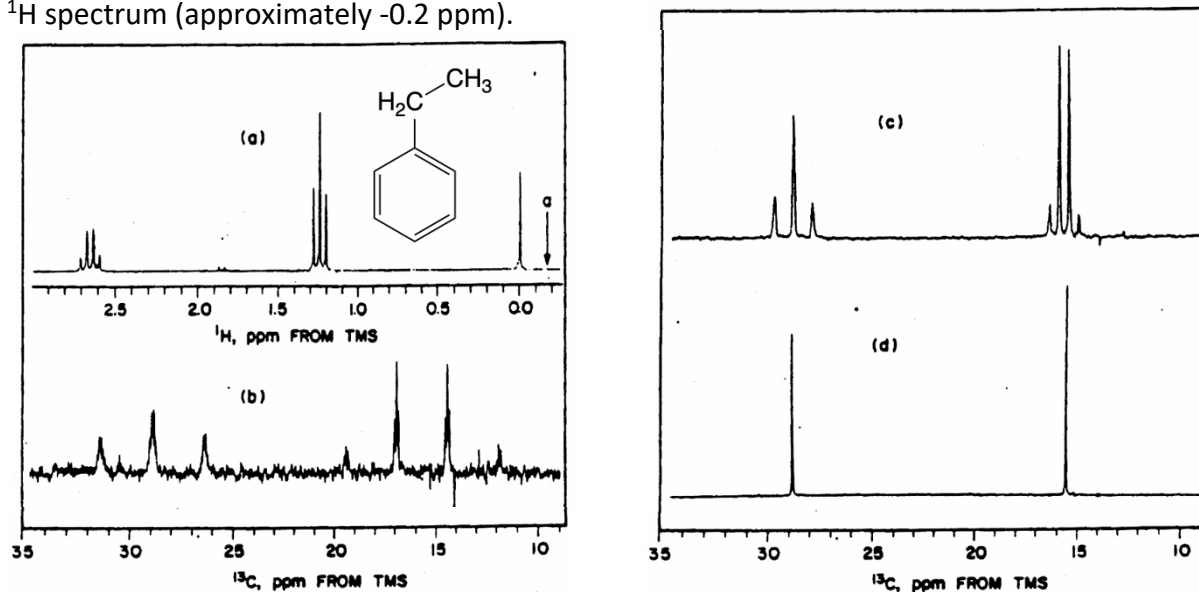 ¹H spectrum (approximately -0.2 ppm).
(a)
H₂C CH₃
a
2.5 2.0 1.5 1.0 0.5 0.0
¹H, ppm FROM TMS
(b)
35 30 25 20 15 10
¹³C, ppm FROM TMS
(c)
(d)
35 30 25 20 15 10
¹³C, ppm FROM TMS